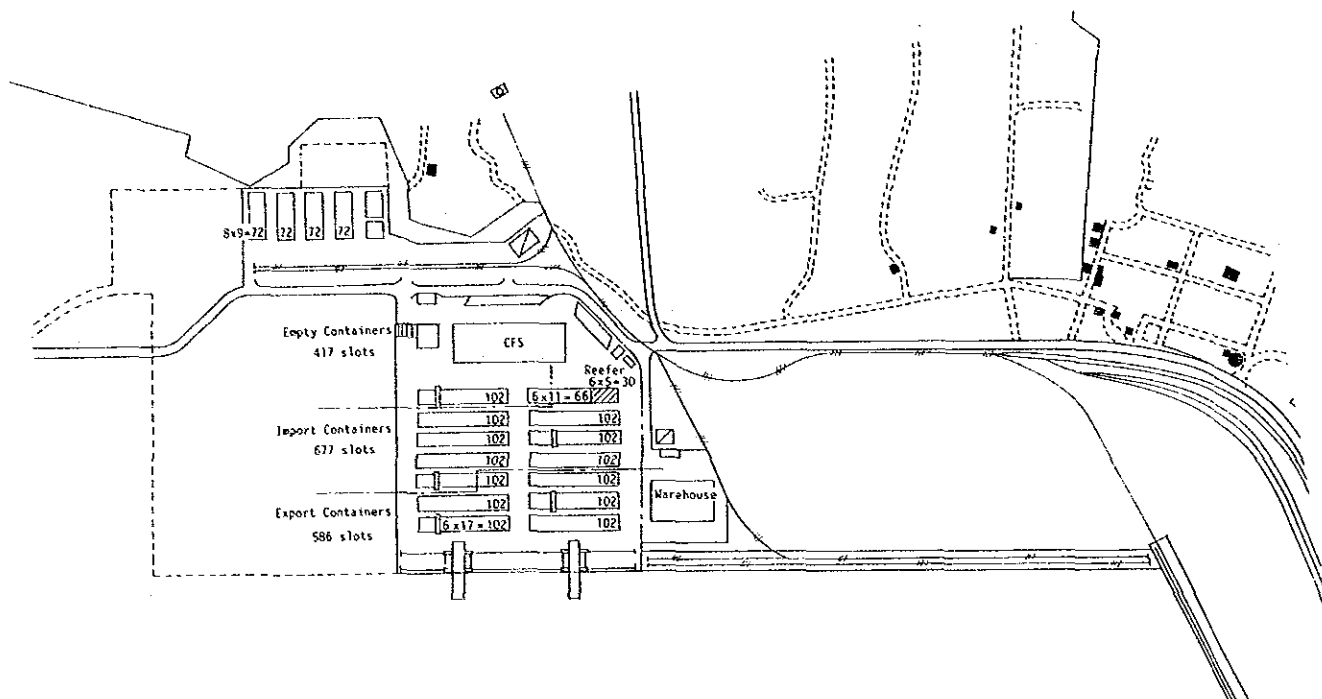 8x9=72 72 72 72
Empty Containers
417 slots
CFS
Reefer
6x5=30
102 6x11=66
Import Containers
677 slots
102 102
102 102
102 102
102 102
Export Containers
586 slots
102 102
6x17=102 102
Warehouse